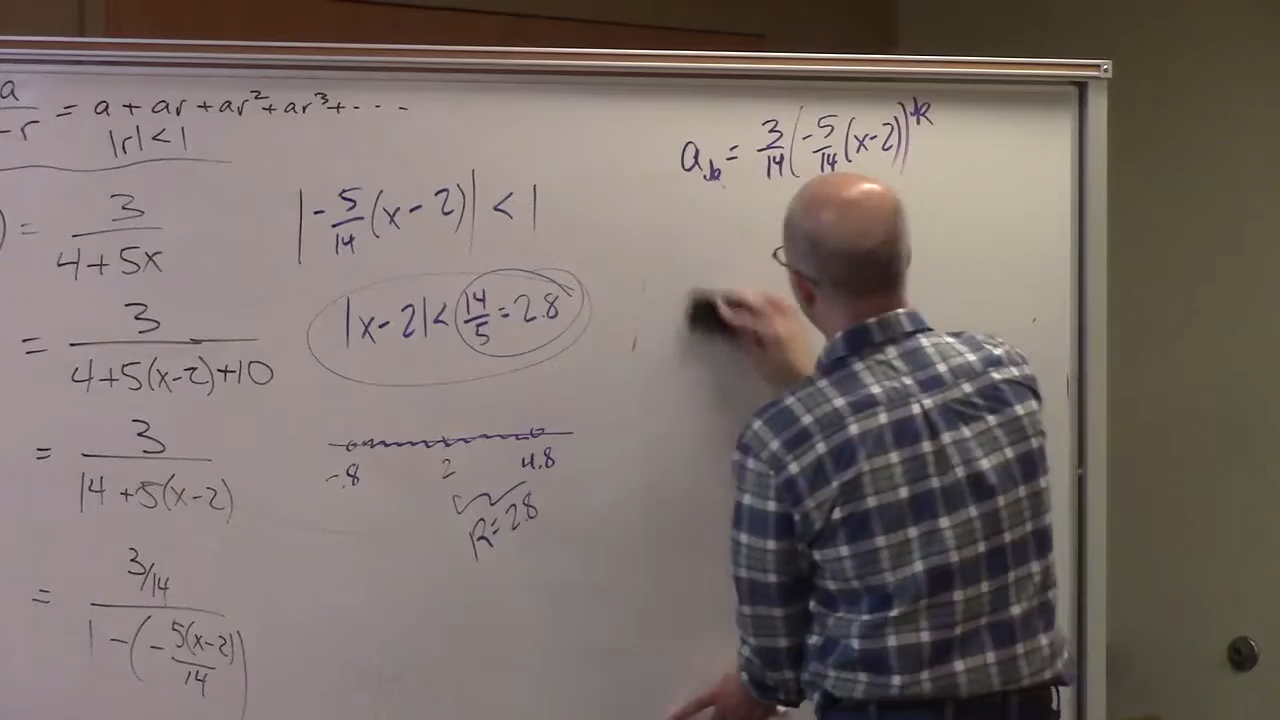 a/-r = a + ar + ar² + ar³ + ...
|r| < 1
) = 3/(4+5x)
= 3/(4+5(x-2)+10)
= 3/(14+5(x-2))
= (3/14)/(1-(-5(x-2)/14))
|-5/14(x-2)| < 1
|x-2| < 14/5 = 2.8
-.8 2 4.8
R=2.8
a_k = 3/14(-5/14(x-2))^k